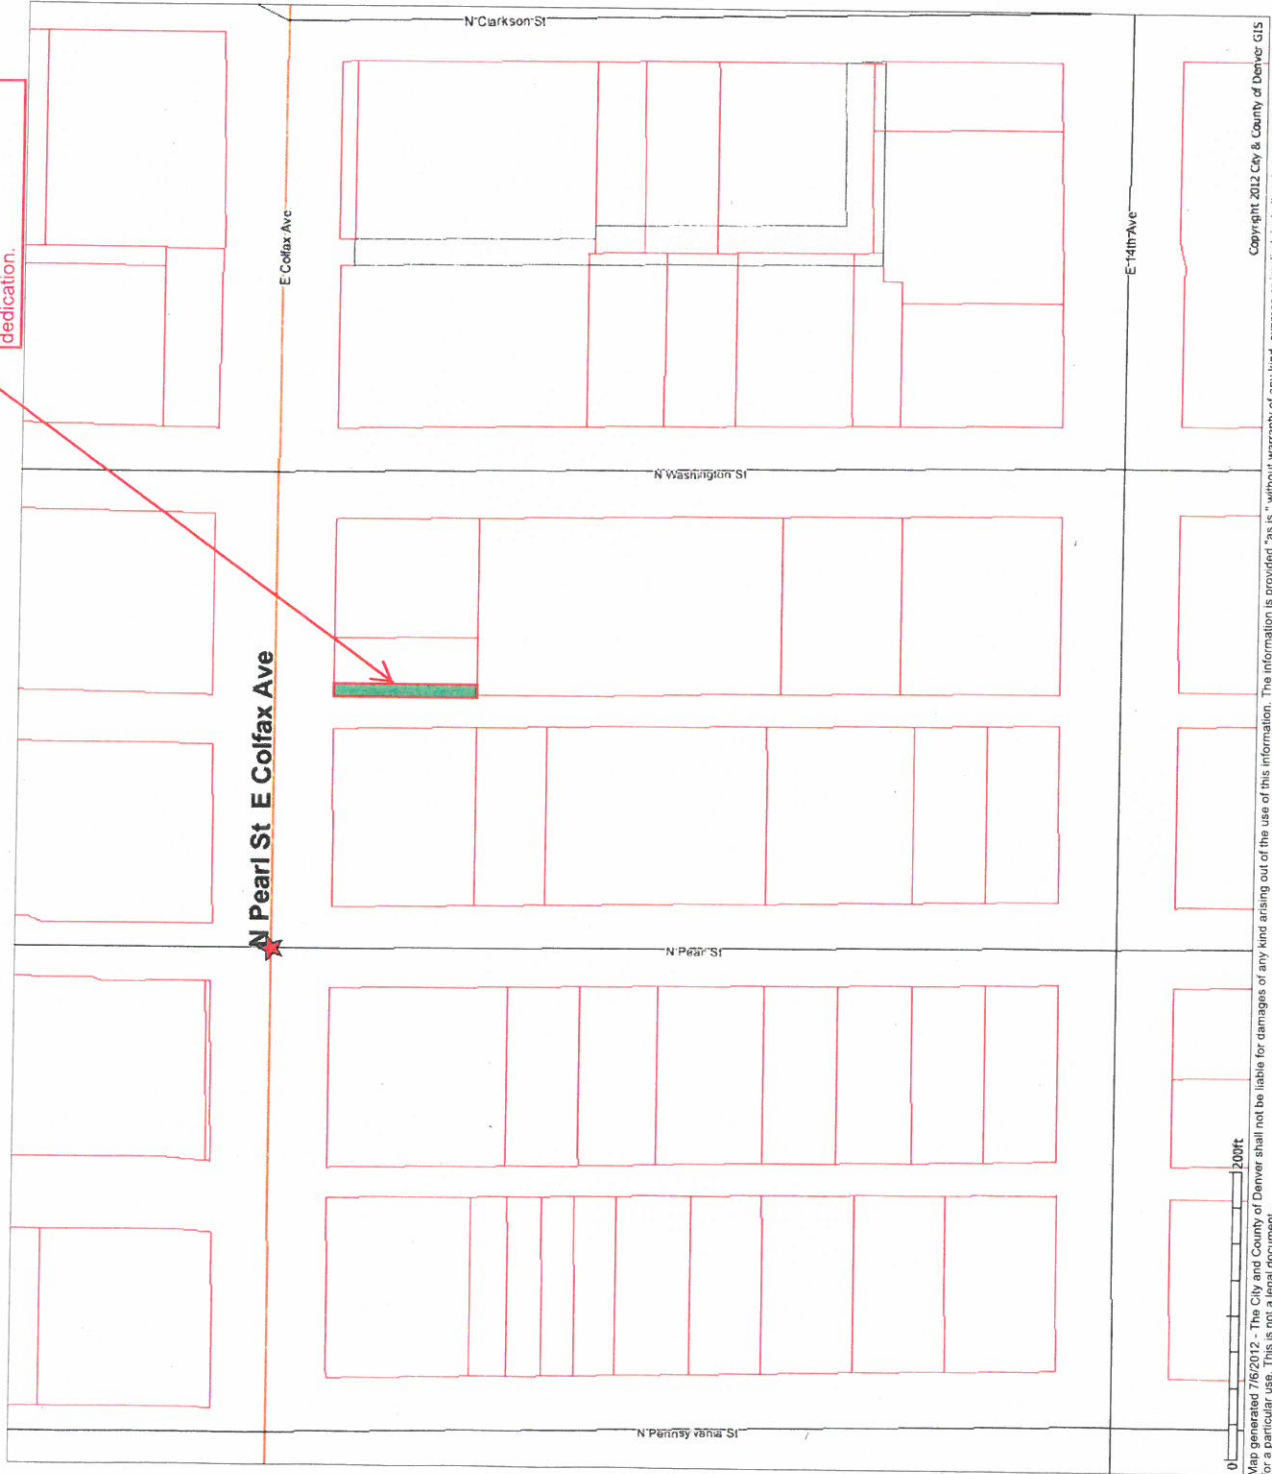 dedication.
N Clarkson St
E Colfax Ave
E 14th Ave
N Washington St
N Pearl St E Colfax Ave
N Pearl St
N Pennsylvania St
0 200ft
Copyright 2012 City & County of Denver GIS
Map generated 7/6/2012 - The City and County of Denver shall not be liable for damages of any kind arising out of the use of this information. The information is provided "as is," without warranty of any kind,
or a particular use. This is not a legal document.